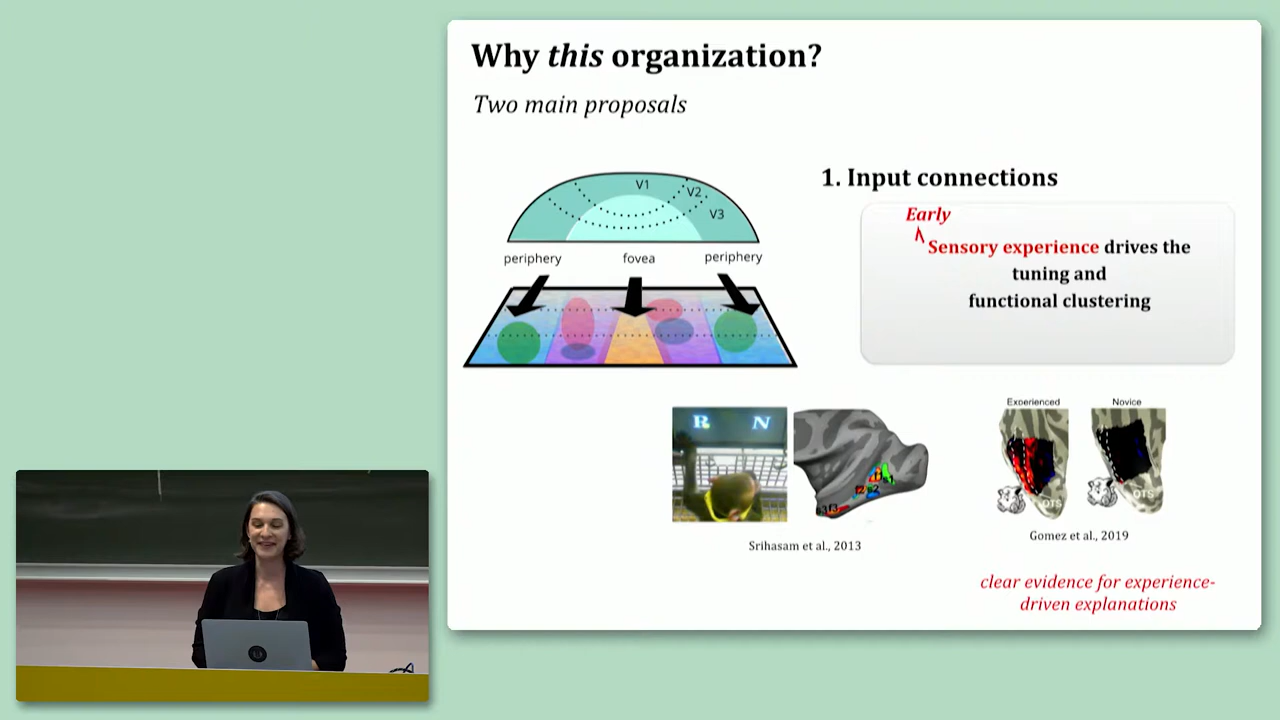 Why this organization?
Two main proposals
V1
V2
V3
periphery
fovea
periphery
1. Input connections
Early
Sensory experience drives the
tuning and
functional clustering
R N
Srihasam et al., 2013
Experienced
Novice
OTS
OTS
Gomez et al., 2019
clear evidence for experience-
driven explanations